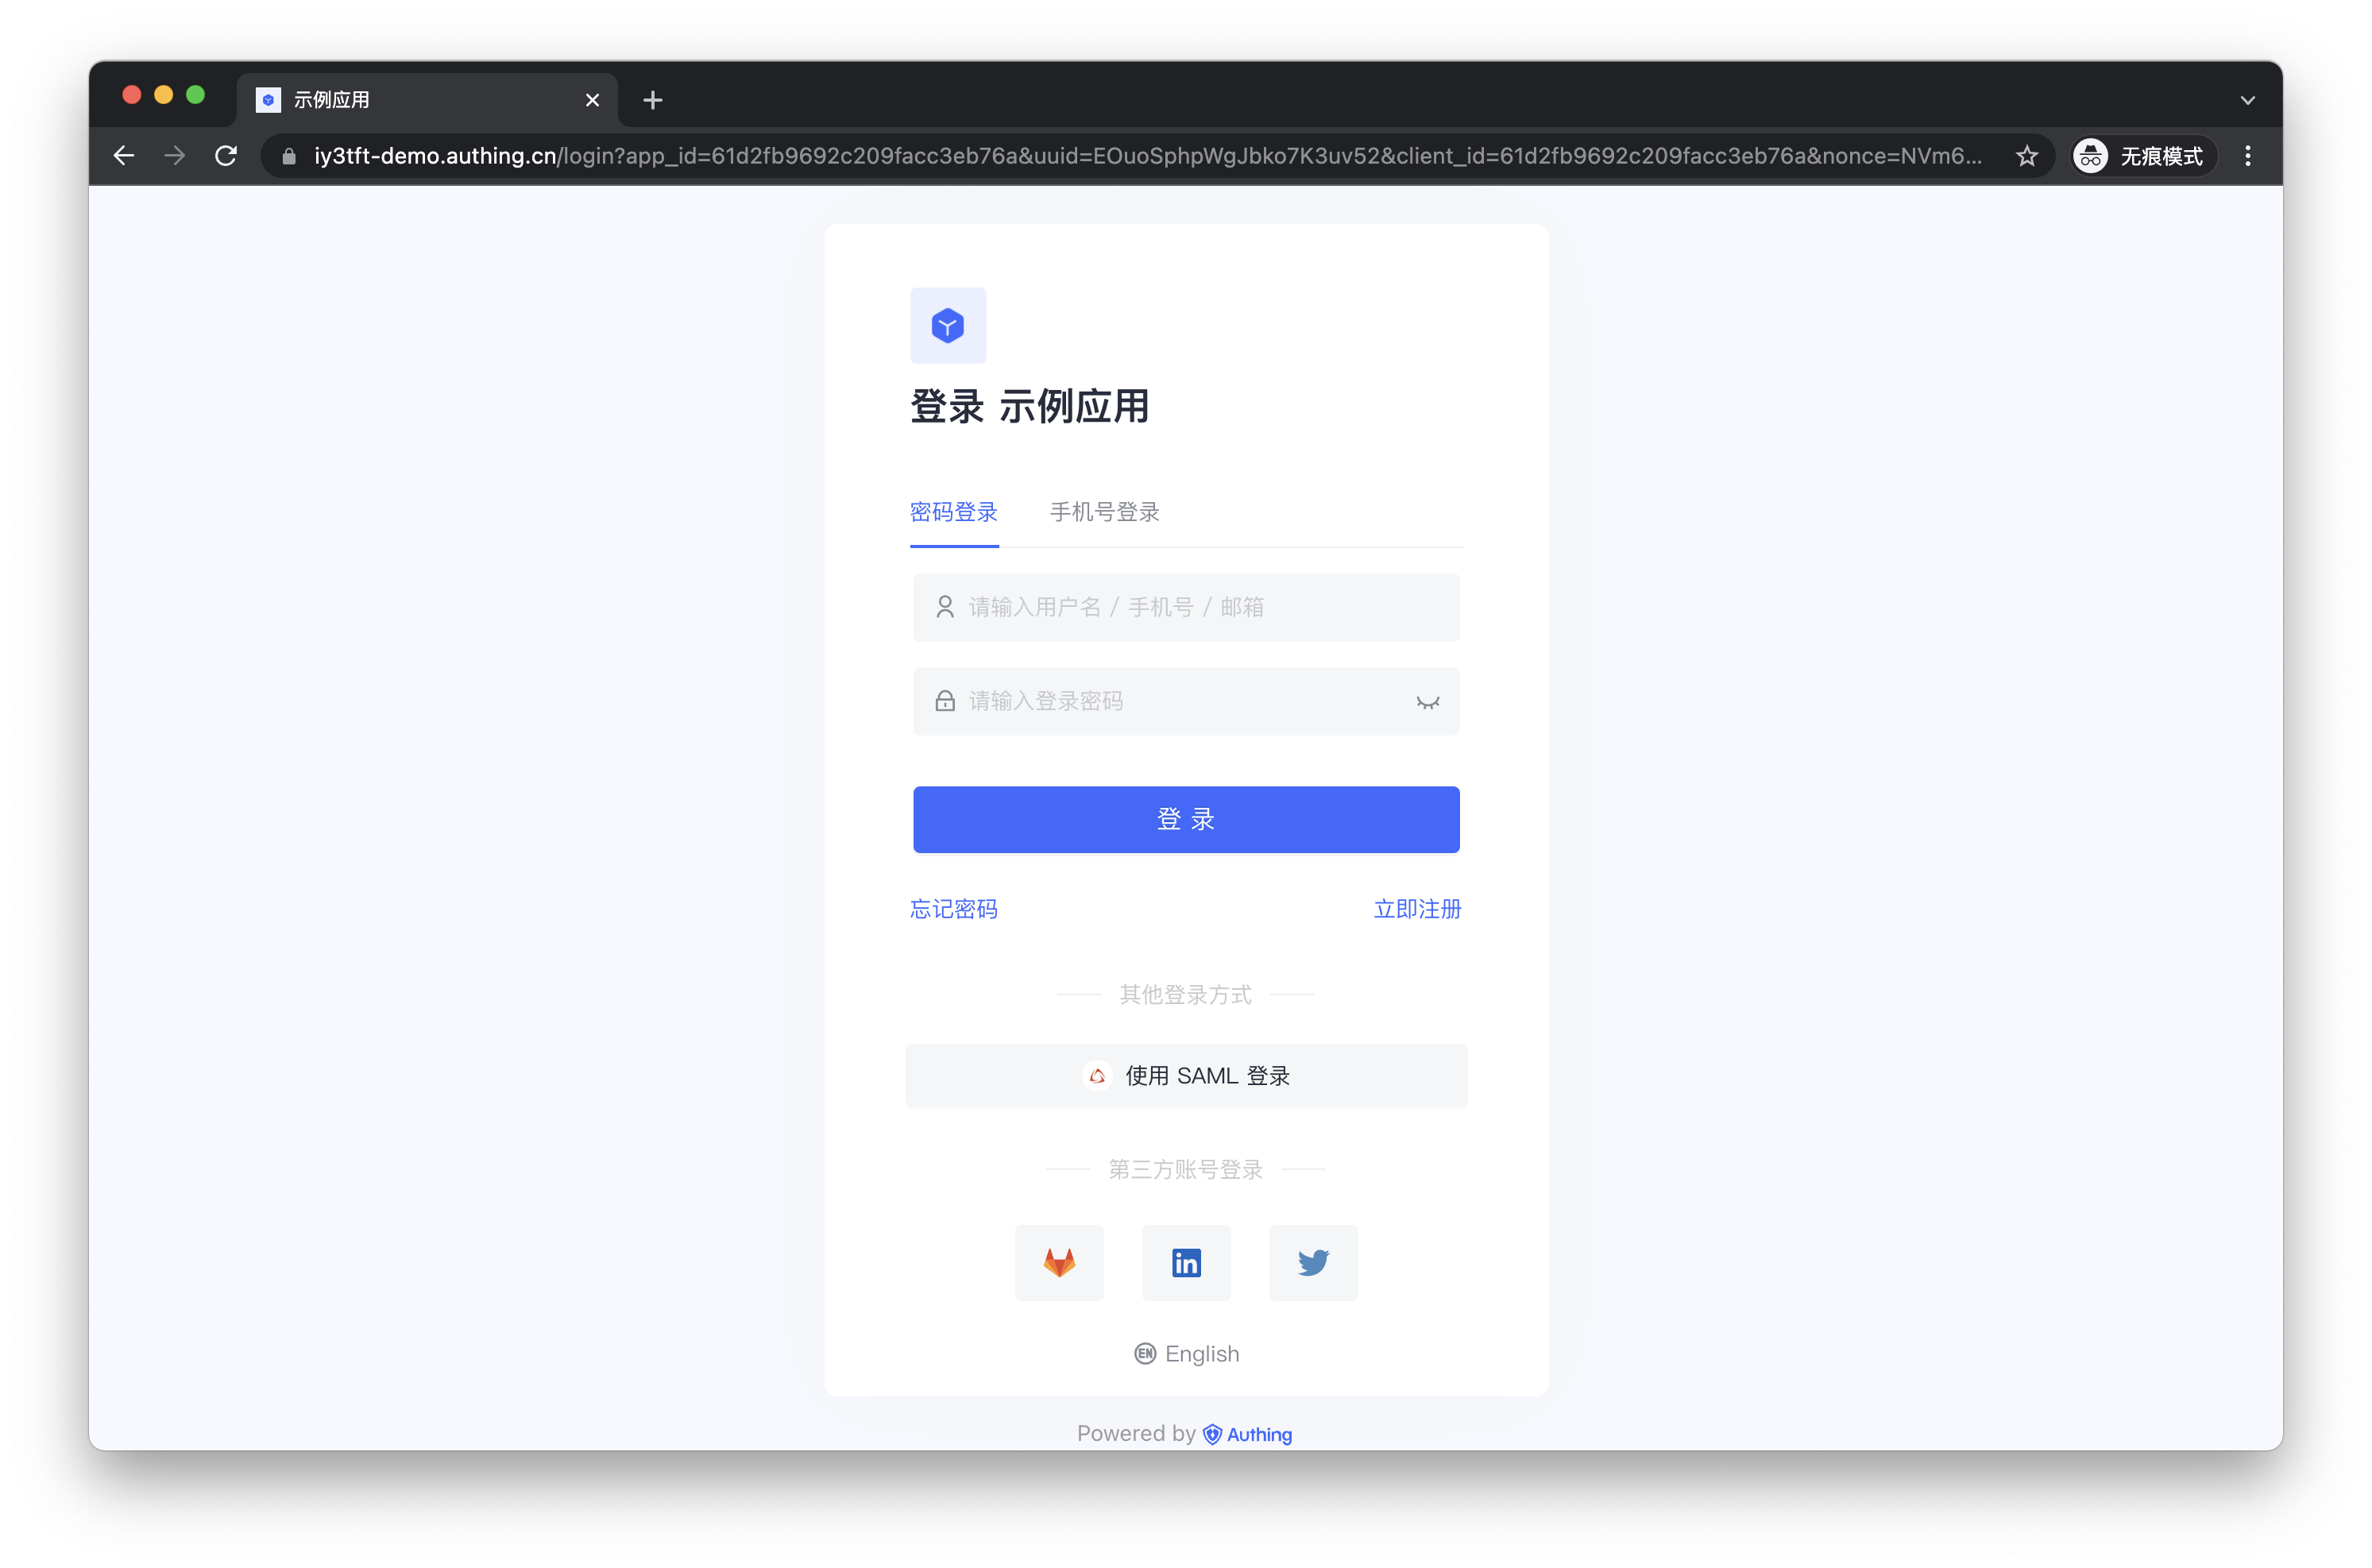 示例应用
iy3tft-demo.authing.cn/login?app_id=61d2fb9692c209facc3eb76a&uuid=EOuoSphpWgJbko7K3uv52&client_id=61d2fb9692c209facc3eb76a&nonce=NVm6...
无痕模式
登录 示例应用
密码登录 手机号登录
请输入用户名 / 手机号 / 邮箱
请输入登录密码
登 录
忘记密码 立即注册
其他登录方式
使用 SAML 登录
第三方账号登录
in
EN English
Powered by Authing